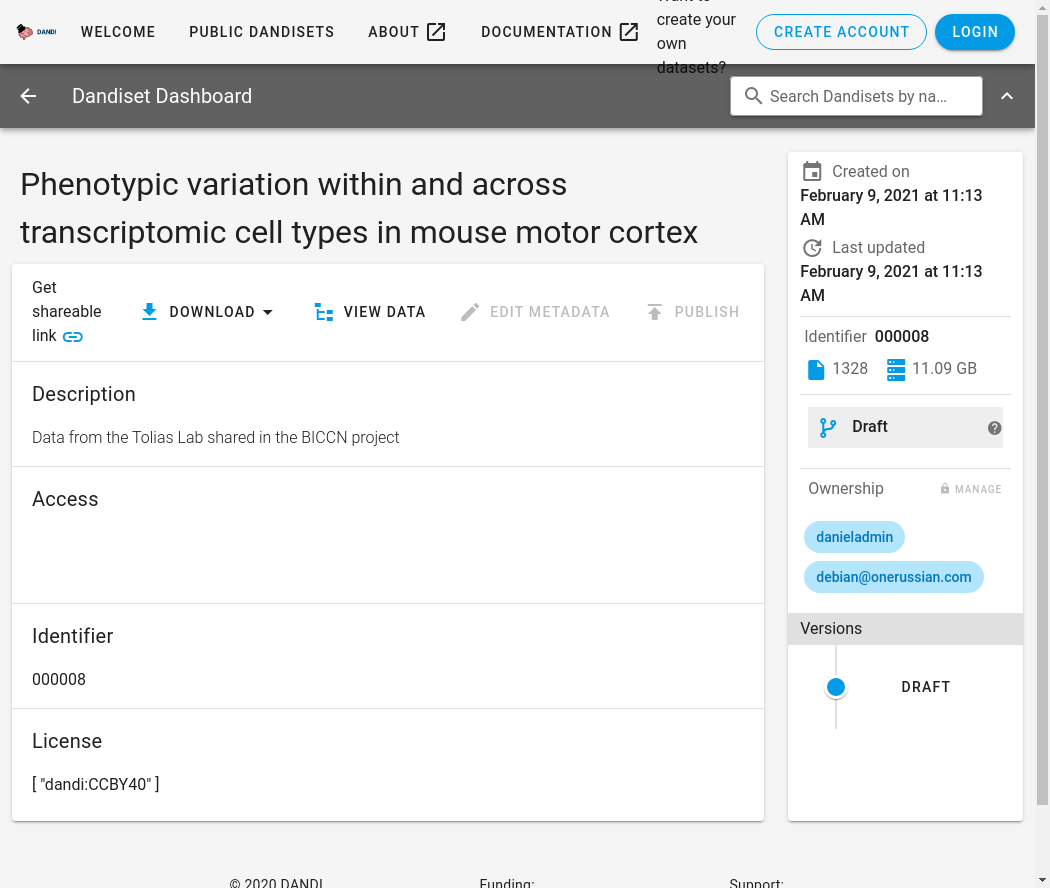 DANDI
WELCOME
PUBLIC DANDISETS
ABOUT
DOCUMENTATION
Want to
create your
own
datasets?
CREATE ACCOUNT
LOGIN
Dandiset Dashboard
Search Dandisets by na...
Phenotypic variation within and across
transcriptomic cell types in mouse motor cortex
Get
shareable
link
DOWNLOAD
VIEW DATA
EDIT METADATA
PUBLISH
Description
Data from the Tolias Lab shared in the BICCN project
Access
Identifier
000008
License
[ "dandi:CCBY40" ]
Created on
February 9, 2021 at 11:13
AM
Last updated
February 9, 2021 at 11:13
AM
Identifier 000008
1328
11.09 GB
Draft
Ownership
MANAGE
danieladmin
debian@onerussian.com
Versions
DRAFT
© 2020 DANDI
Funding:
Support: